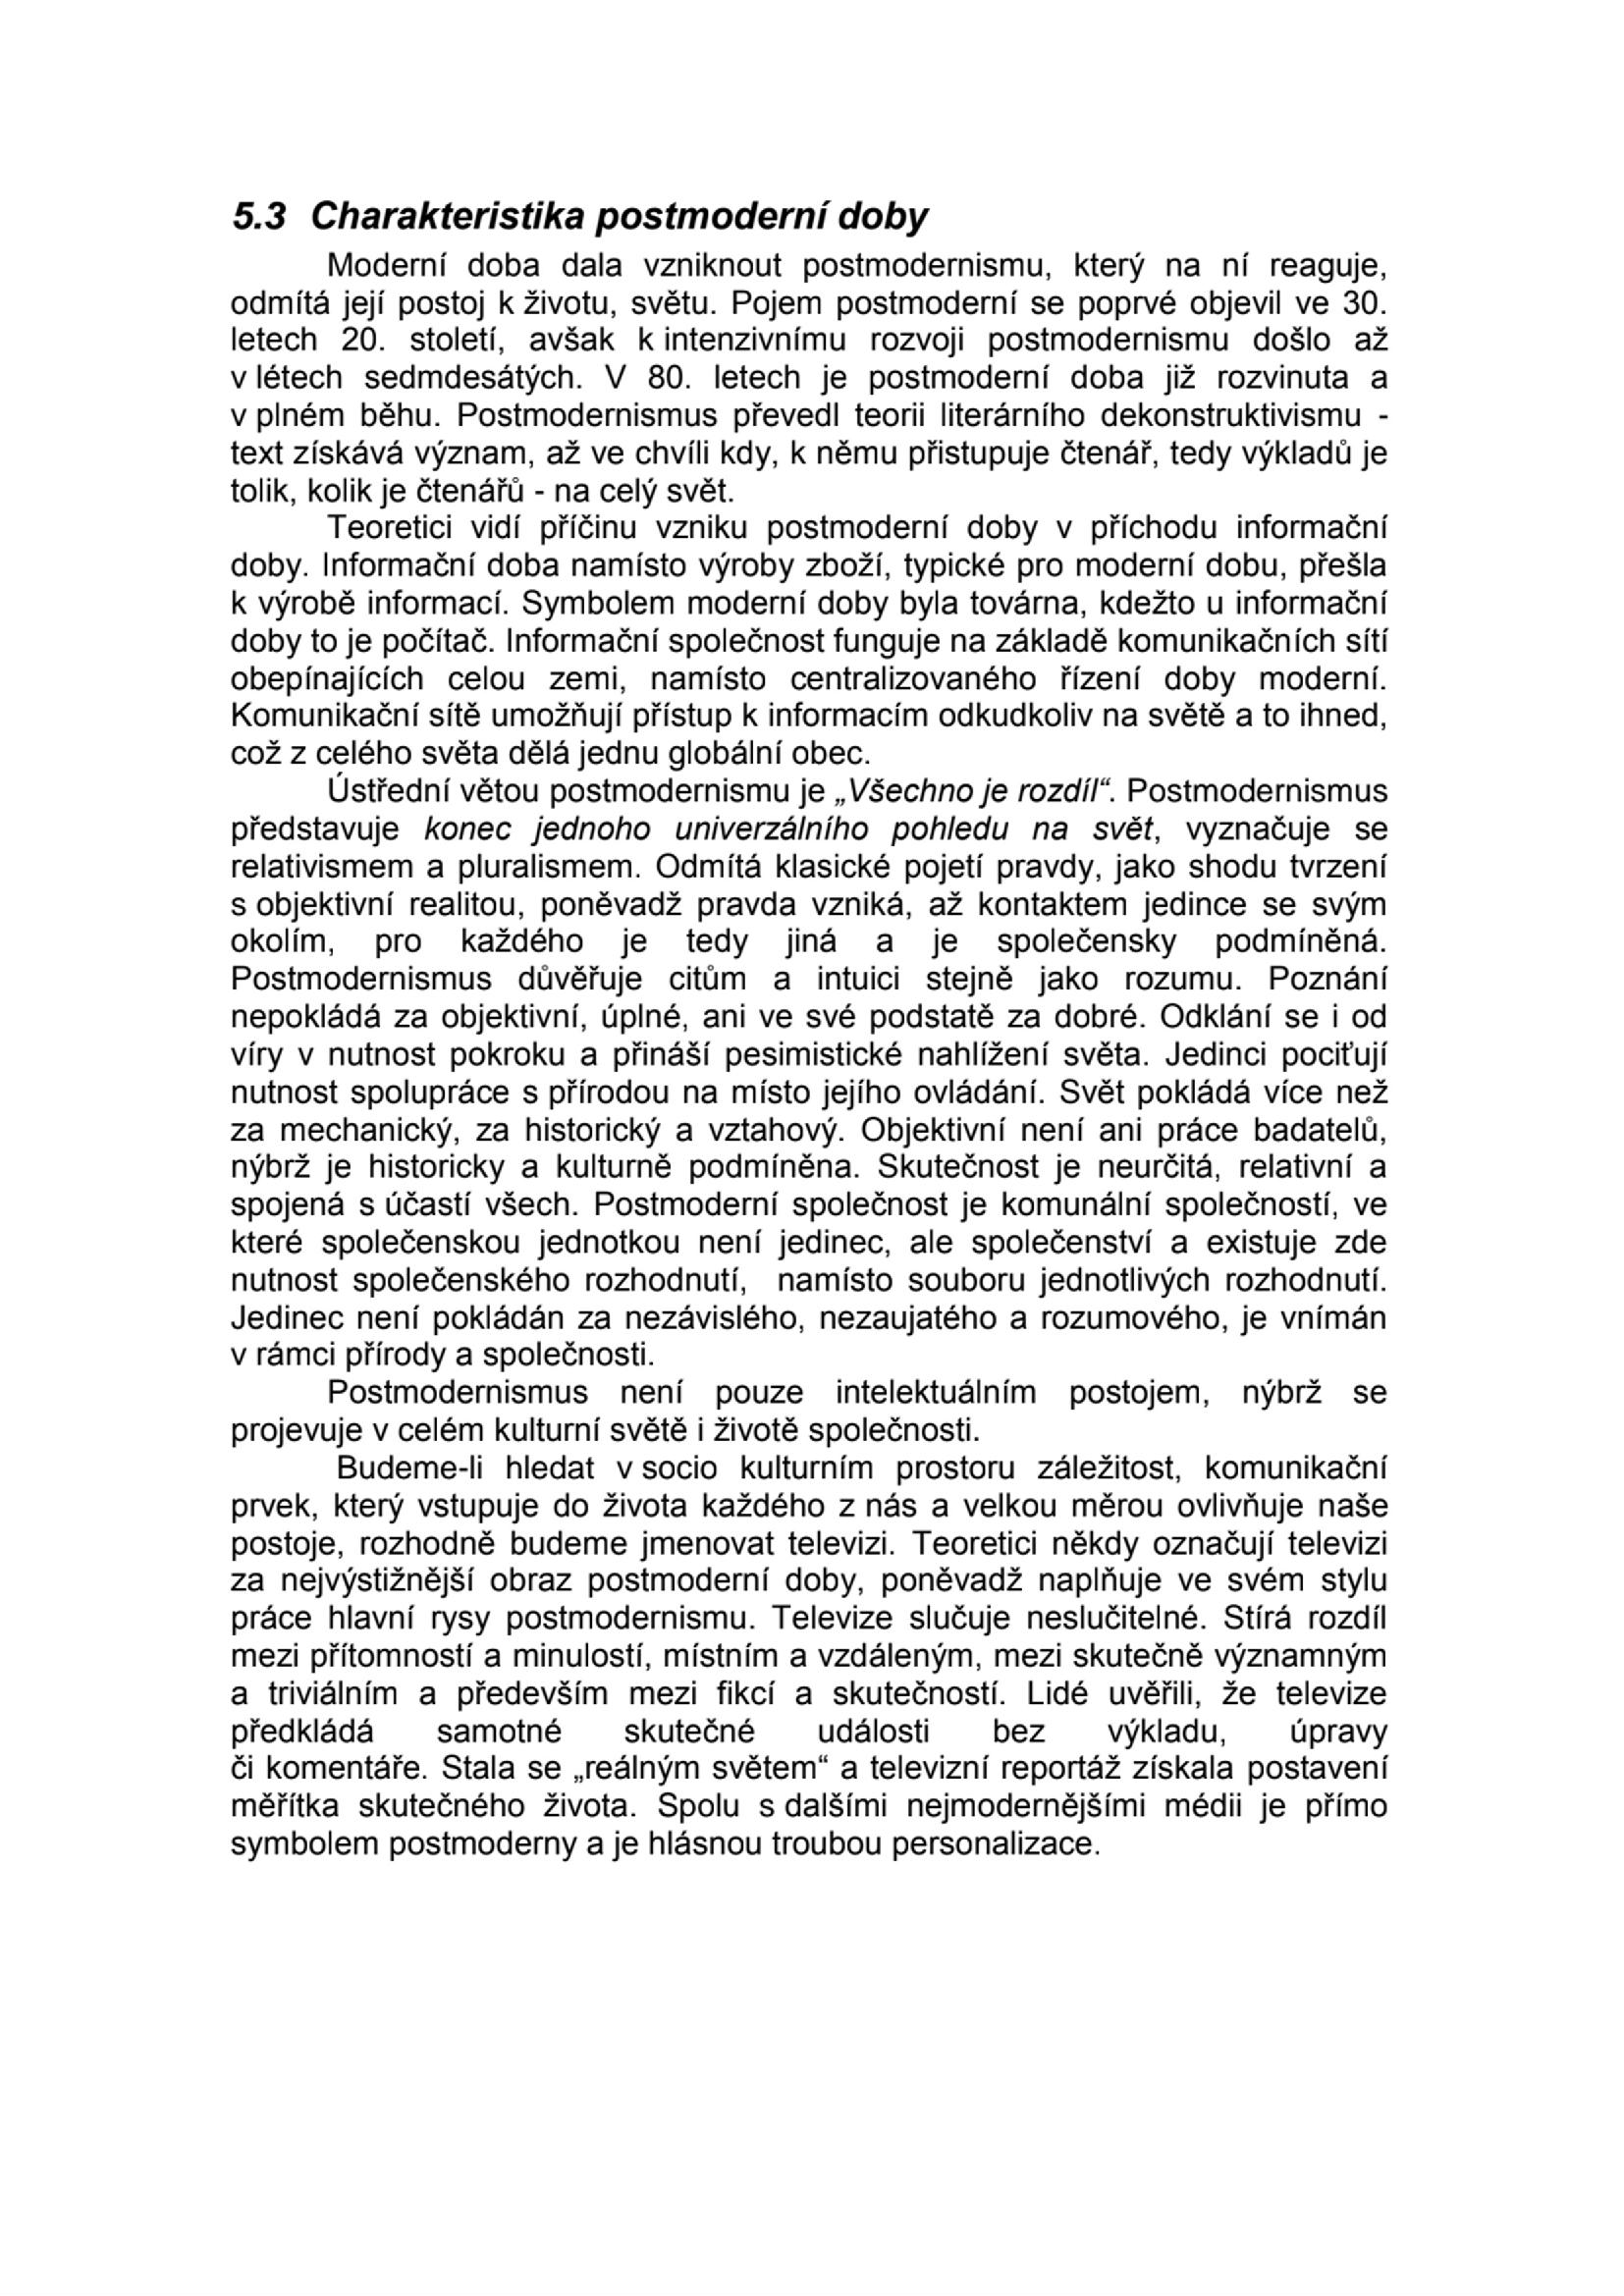 5.3 Charakteristika postmoderní doby
Moderní doba dala vzniknout postmodernismu, který na ní reaguje,
odmítá její postoj k životu, světu. Pojem postmoderní se poprvé objevil ve 30.
letech 20. století, avšak k intenzivnímu rozvoji postmodernismu došlo až
v létech sedmdesátých. V 80. letech je postmoderní doba již rozvinuta a
v plném běhu. Postmodernismus převedl teorii literárního dekonstruktivismu -
text získává význam, až ve chvíli kdy, k němu přistupuje čtenář, tedy výkladů je
tolik, kolik je čtenářů - na celý svět.
Teoretici vidí příčinu vzniku postmoderní doby v příchodu informační
doby. Informační doba namísto výroby zboží, typické pro moderní dobu, přešla
k výrobě informací. Symbolem moderní doby byla továrna, kdežto u informační
doby to je počítač. Informační společnost funguje na základě komunikačních sítí
obepínajících celou zemi, namísto centralizovaného řízení doby moderní.
Komunikační sítě umožňují přístup k informacím odkudkoliv na světě a to ihned,
což z celého světa dělá jednu globální obec.
Ústřední větou postmodernismu je „Všechno je rozdíl“. Postmodernismus
představuje konec jednoho univerzálního pohledu na svět, vyznačuje se
relativismem a pluralismem. Odmítá klasické pojetí pravdy, jako shodu tvrzení
s objektivní realitou, poněvadž pravda vzniká, až kontaktem jedince se svým
okolím, pro každého je tedy jiná a je společensky podmíněná.
Postmodernismus důvěřuje citům a intuici stejně jako rozumu. Poznání
nepokládá za objektivní, úplné, ani ve své podstatě za dobré. Odklání se i od
víry v nutnost pokroku a přináší pesimistické nahlížení světa. Jedinci pociťují
nutnost spolupráce s přírodou na místo jejího ovládání. Svět pokládá více než
za mechanický, za historický a vztahový. Objektivní není ani práce badatelů,
nýbrž je historicky a kulturně podmíněna. Skutečnost je neurčitá, relativní a
spojená s účastí všech. Postmoderní společnost je komunální společností, ve
které společenskou jednotkou není jedinec, ale společenství a existuje zde
nutnost společenského rozhodnutí, namísto souboru jednotlivých rozhodnutí.
Jedinec není pokládán za nezávislého, nezaujatého a rozumového, je vnímán
v rámci přírody a společnosti.
Postmodernismus není pouze intelektuálním postojem, nýbrž se
projevuje v celém kulturní světě i životě společnosti.
Budeme-li hledat v socio kulturním prostoru záležitost, komunikační
prvek, který vstupuje do života každého z nás a velkou měrou ovlivňuje naše
postoje, rozhodně budeme jmenovat televizi. Teoretici někdy označují televizi
za nejvýstižnější obraz postmoderní doby, poněvadž naplňuje ve svém stylu
práce hlavní rysy postmodernismu. Televize slučuje neslučitelné. Stírá rozdíl
mezi přítomností a minulostí, místním a vzdáleným, mezi skutečně významným
a triviálním a především mezi fikcí a skutečností. Lidé uvěřili, že televize
předkládá samotné skutečné události bez výkladu, úpravy
či komentáře. Stala se „reálným světem“ a televizní reportáž získala postavení
měřítka skutečného života. Spolu s dalšími nejmodernějšími médii je přímo
symbolem postmoderny a je hlásnou troubou personalizace.